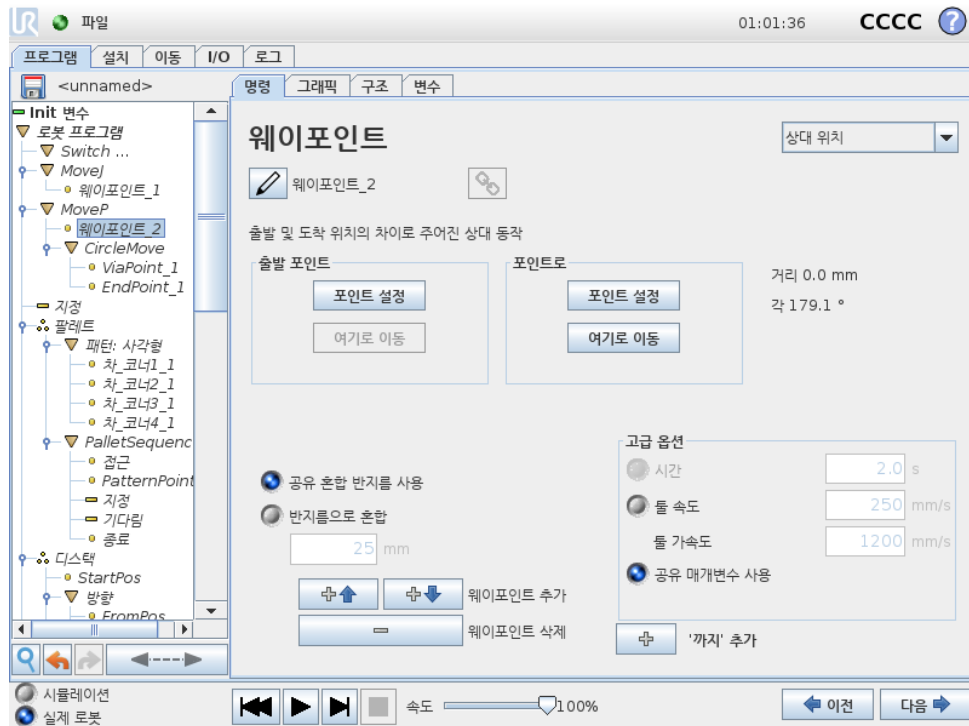 UR 파일 01:01:36 CCCC ?
프로그램 설치 이동 I/O 로그
<unnamed>
명령 그래픽 구조 변수
Init 변수
로봇 프로그램
Switch ...
MoveJ
웨이포인트_1
MoveP
웨이포인트_2
CircleMove
ViaPoint_1
EndPoint_1
지정
팔레트
패턴: 사각형
차_코너1_1
차_코너2_1
차_코너3_1
차_코너4_1
PalletSequenc
접근
PatternPoint
지정
기다림
종료
디스택
StartPos
방향
FromPos
웨이포인트
상대 위치
웨이포인트_2
출발 및 도착 위치의 차이로 주어진 상대 동작
출발 포인트
포인트 설정
여기로 이동
포인트로
포인트 설정
여기로 이동
거리 0.0 mm
각 179.1 °
공유 혼합 반지름 사용
반지름으로 혼합
25 mm
웨이포인트 추가
웨이포인트 삭제
고급 옵션
시간 2.0 s
툴 속도 250 mm/s
툴 가속도 1200 mm/s
공유 매개변수 사용
'까지' 추가
시뮬레이션
실제 로봇
속도 100%
이전 다음